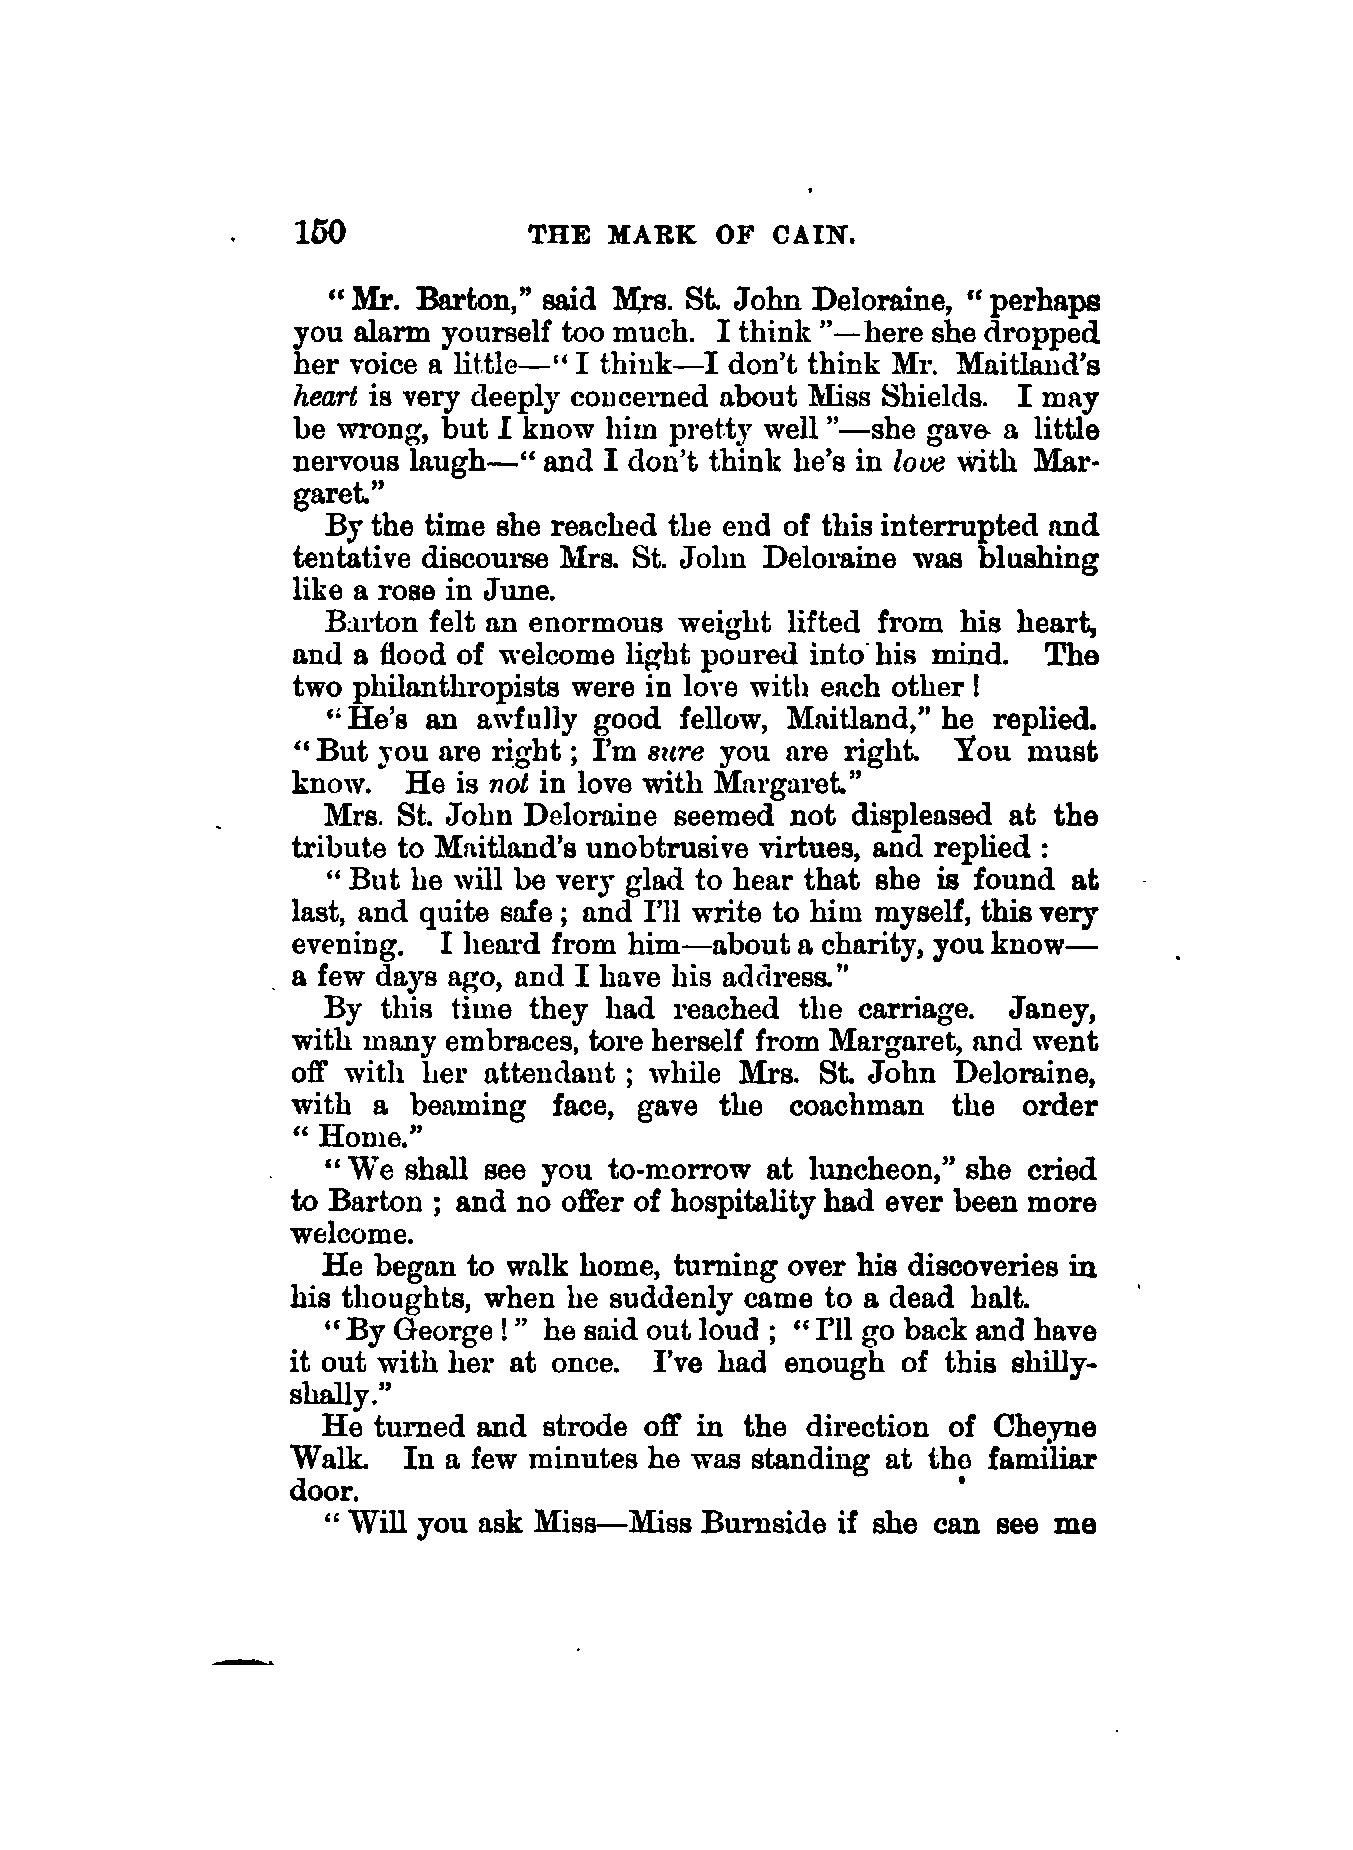 150 THE MARK OF CAIN.
“Mr. Barton,” said Mrs. St. John Deloraine, “perhaps
you alarm yourself too much. I think”—here she dropped
her voice a little—“I think—I don’t think Mr. Maitland’s
heart is very deeply concerned about Miss Shields. I may
be wrong, but I know him pretty well”—she gave a little
nervous laugh—“and I don’t think he’s in love with Mar-
garet.”
By the time she reached the end of this interrupted and
tentative discourse Mrs. St. John Deloraine was blushing
like a rose in June.
Barton felt an enormous weight lifted from his heart,
and a flood of welcome light poured into his mind. The
two philanthropists were in love with each other!
“He’s an awfully good fellow, Maitland,” he replied.
“But you are right; I’m sure you are right. You must
know. He is not in love with Margaret.”
Mrs. St. John Deloraine seemed not displeased at the
tribute to Maitland’s unobtrusive virtues, and replied:
“But he will be very glad to hear that she is found at
last, and quite safe; and I’ll write to him myself, this very
evening. I heard from him—about a charity, you know—
a few days ago, and I have his address.”
By this time they had reached the carriage. Janey,
with many embraces, tore herself from Margaret, and went
off with her attendant; while Mrs. St. John Deloraine,
with a beaming face, gave the coachman the order
“Home.”
“We shall see you to-morrow at luncheon,” she cried
to Barton; and no offer of hospitality had ever been more
welcome.
He began to walk home, turning over his discoveries in
his thoughts, when he suddenly came to a dead halt.
“By George!” he said out loud; “I’ll go back and have
it out with her at once. I’ve had enough of this shilly-
shally.”
He turned and strode off in the direction of Cheyne
Walk. In a few minutes he was standing at the familiar
door.
“Will you ask Miss—Miss Burnside if she can see me